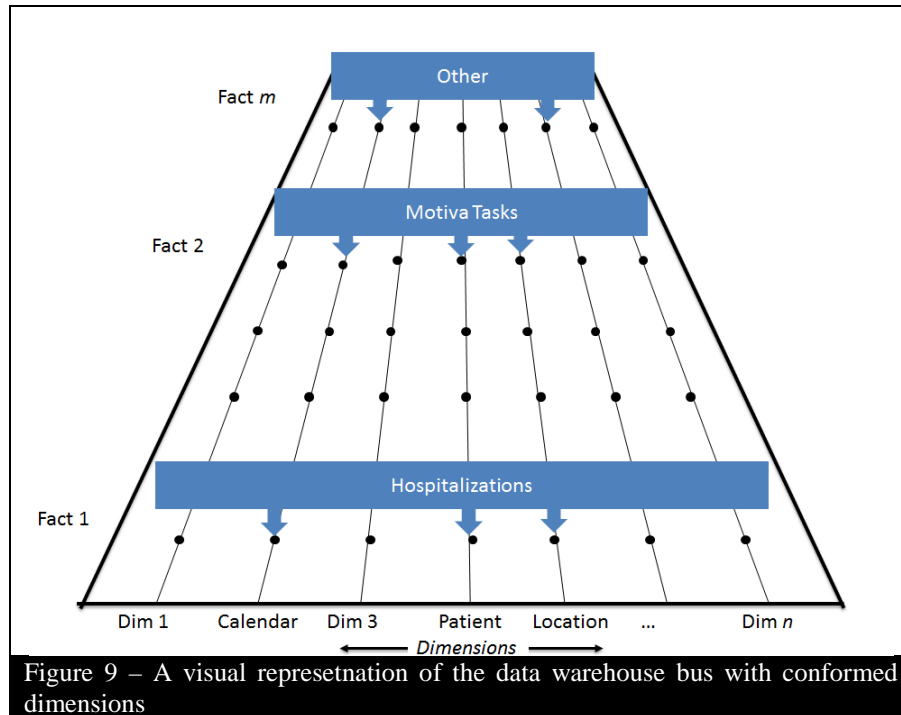 Other
Fact m
Motiva Tasks
Fact 2
Hospitalizations
Fact 1
Dim 1 Calendar Dim 3 Patient Location ... Dim n
Dimensions
Figure 9 – A visual represetnation of the data warehouse bus with conformed
dimensions